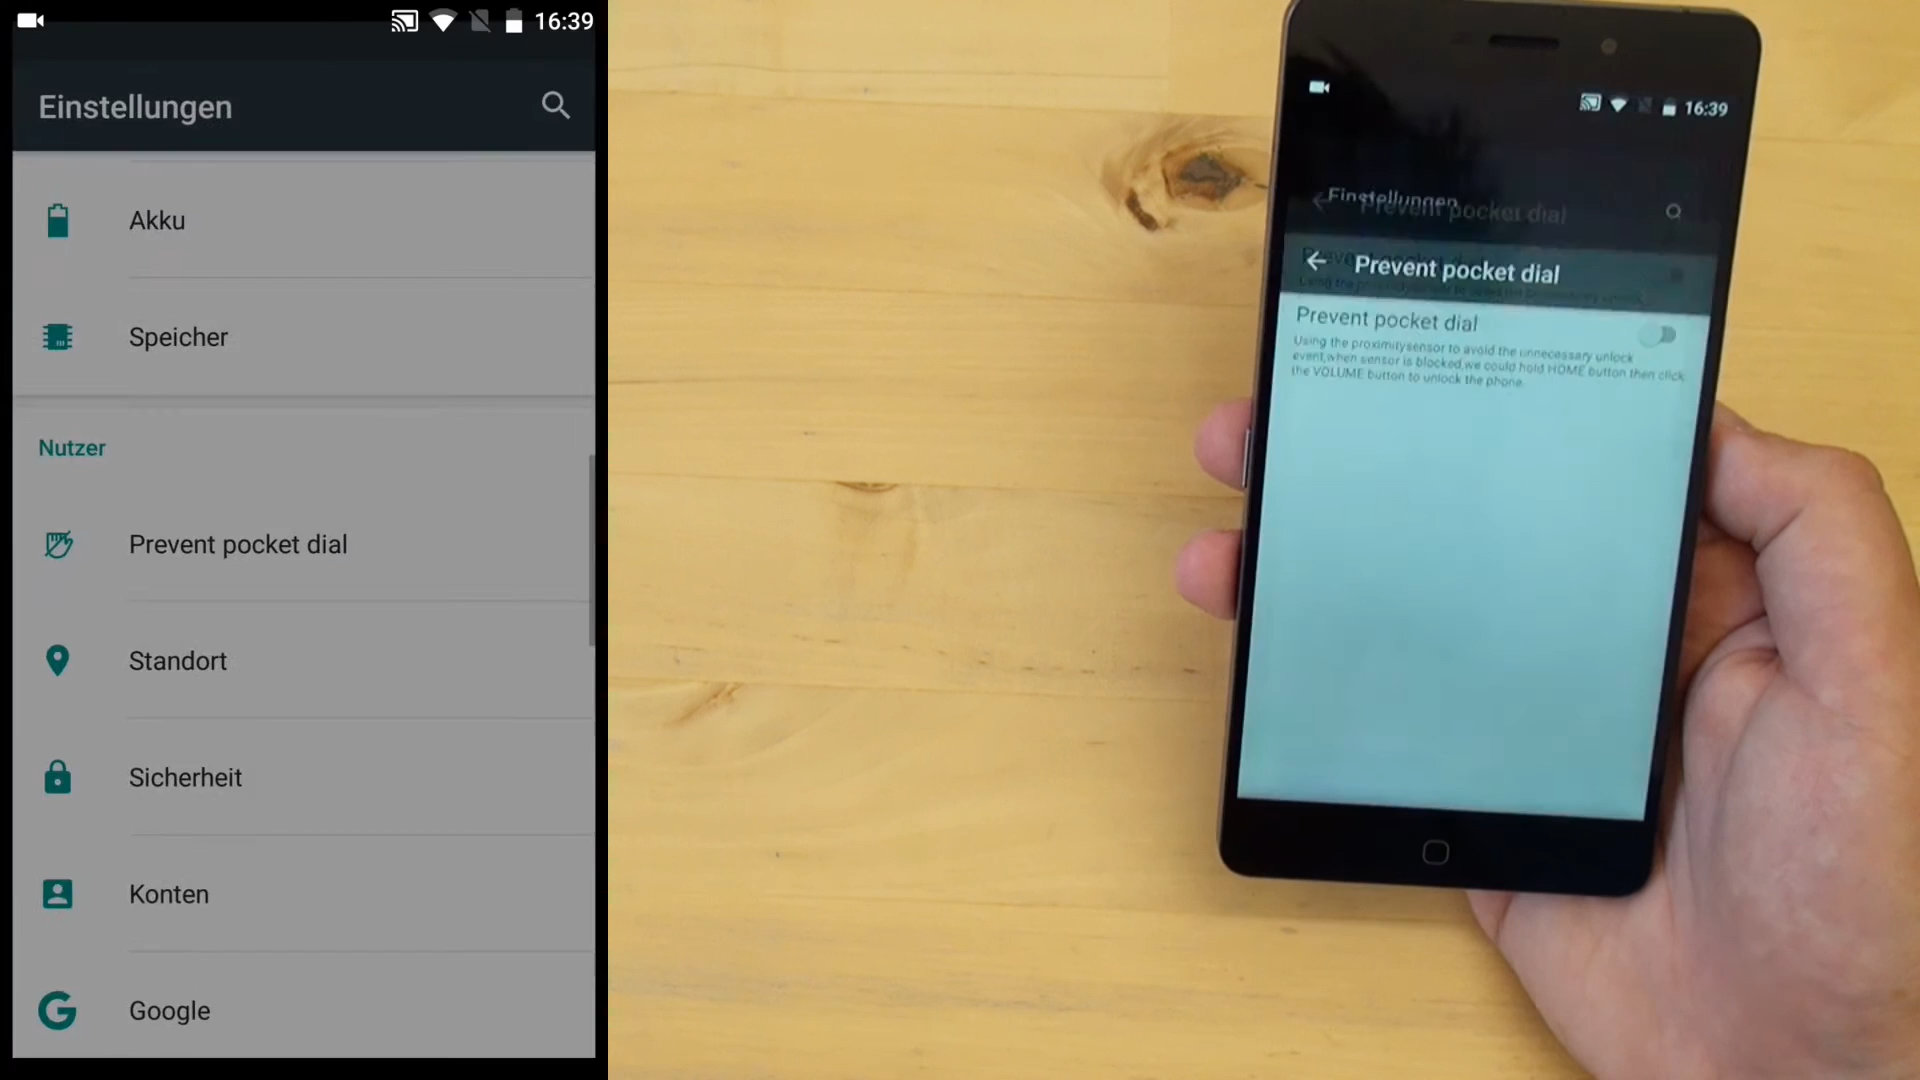 16:39
Einstellungen
Akku
Speicher
Nutzer
Prevent pocket dial
Standort
Sicherheit
Konten
Google
16:39
Einstellungen
Prevent pocket dial
Prevent pocket dial
Prevent pocket dial
Using the proximitysensor to avoid the unnecessary unlock
event,when sensor is blocked,we could hold HOME button then click
the VOLUME button to unlock the phone.